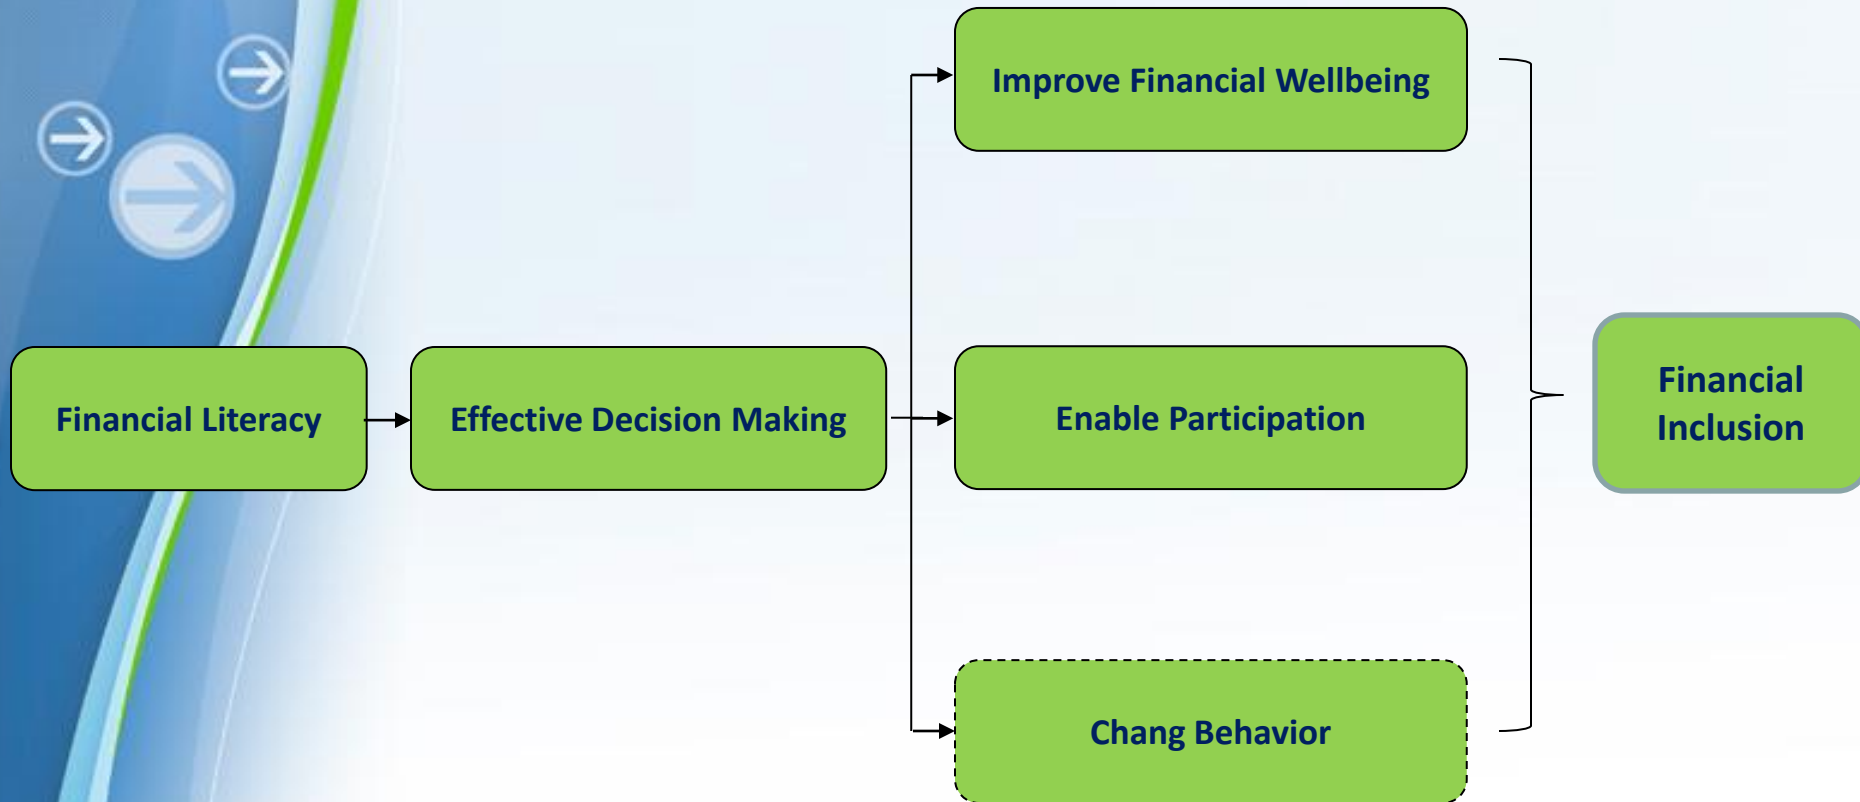 Improve Financial Wellbeing
Financial Literacy
Effective Decision Making
Enable Participation
Financial
Inclusion
Chang Behavior